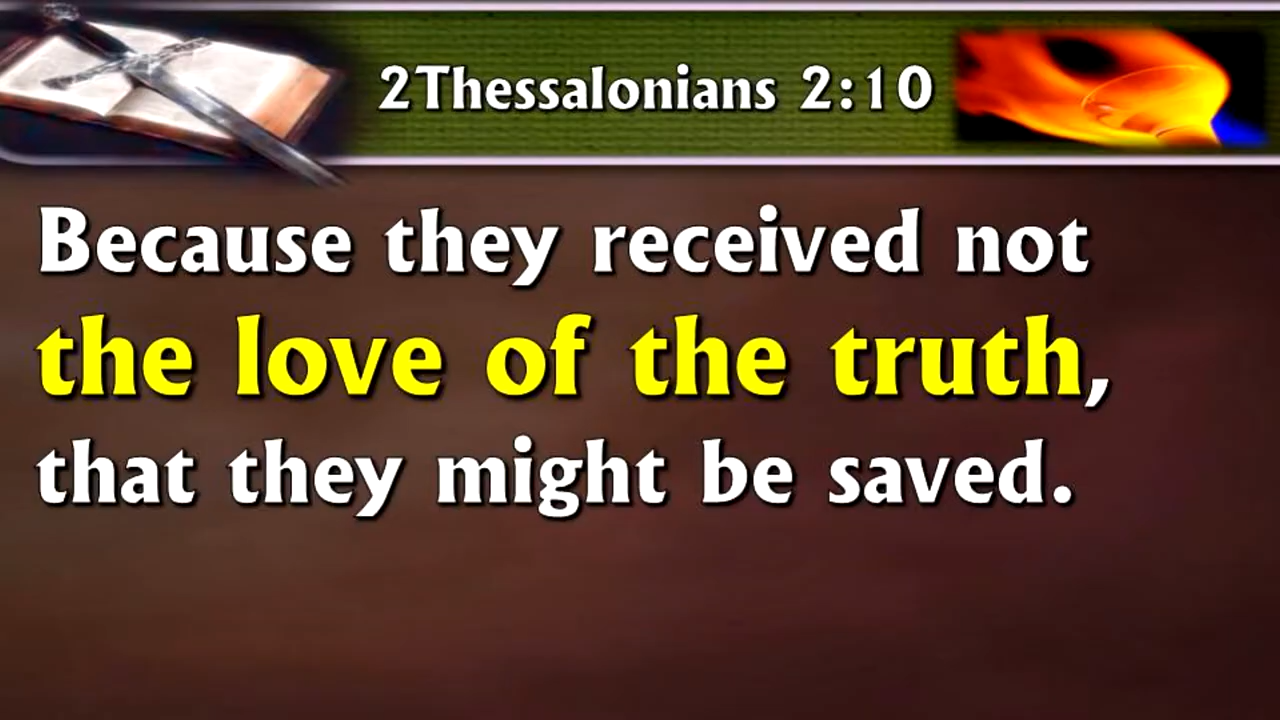 2Thessalonians 2:10
Because they received not
the love of the truth,
that they might be saved.